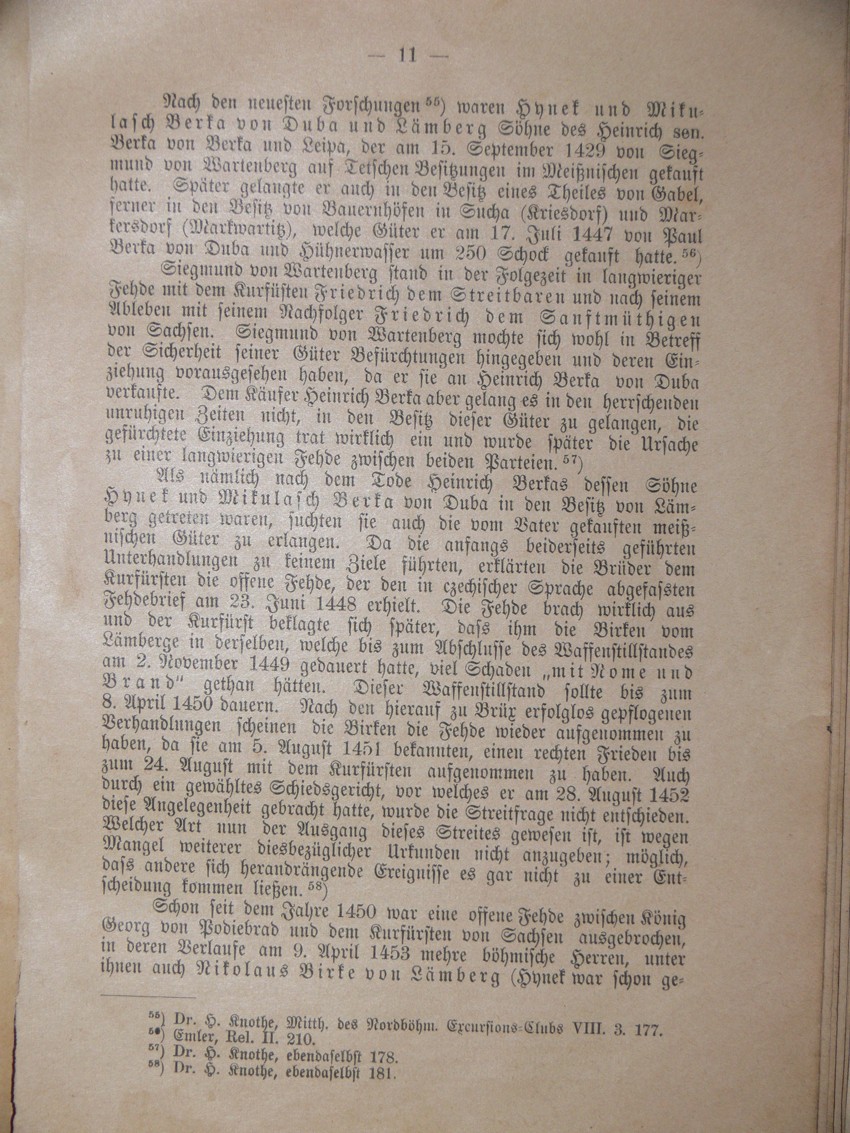 — 11 —
Nach den neuesten Forschungen⁵⁵) waren Hynek und Miku-
lasch Berka von Duba und Lämberg Söhne des Heinrich sen.
Berka von Berka und Leipa, der am 15. September 1429 von Sieg-
mund von Wartenberg auf Tetschen Besitzungen im Meißnischen gekauft
hatte. Später gelangte er auch in den Besitz eines Theiles von Gabel,
ferner in den Besitz von Bauernhöfen in Sucha (Kriesdorf) und Mar-
kersdorf (Markwartitz), welche Güter er am 17. Juli 1447 von Paul
Berka von Duba und Hühnerwasser um 250 Schock gekauft hatte.⁵⁶)
Siegmund von Wartenberg stand in der Folgezeit in langwieriger
Fehde mit dem Kurfüsten Friedrich dem Streitbaren und nach seinem
Ableben mit seinem Nachfolger Friedrich dem Sanftmüthigen
von Sachsen. Siegmund von Wartenberg mochte sich wohl in Betreff
der Sicherheit seiner Güter Befürchtungen hingegeben und deren Ein-
ziehung vorausgesehen haben, da er sie an Heinrich Berka von Duba
verkaufte. Dem Käufer Heinrich Berka aber gelang es in den herrschenden
unruhigen Zeiten nicht, in den Besitz dieser Güter zu gelangen, die
gefürchtete Einziehung trat wirklich ein und wurde später die Ursache
zu einer langwierigen Fehde zwischen beiden Parteien.⁵⁷)
Als nämlich nach dem Tode Heinrich Berkas dessen Söhne
Hynek und Mikulasch Berka von Duba in den Besitz von Läm-
berg getreten waren, suchten sie auch die vom Vater gekauften meiß-
nischen Güter zu erlangen. Da die anfangs beiderseits geführten
Unterhandlungen zu keinem Ziele führten, erklärten die Brüder dem
Kurfürsten die offene Fehde, der den in czechischer Sprache abgefassten
Fehdebrief am 23. Juni 1448 erhielt. Die Fehde brach wirklich aus
und der Kurfürst beklagte sich später, dass ihm die Birken vom
Lämberge in derselben, welche bis zum Abschlusse des Waffenstillstandes
am 2. November 1449 gedauert hatte, viel Schaden „mit Nome und
Brand“ gethan hätten. Dieser Waffenstillstand sollte bis zum
8. April 1450 dauern. Nach den hierauf zu Brüx erfolglos gepflogenen
Verhandlungen scheinen die Birken die Fehde wieder aufgenommen zu
haben, da sie am 5. August 1451 bekannten, einen rechten Frieden bis
zum 24. August mit dem Kurfürsten aufgenommen zu haben. Auch
durch ein gewähltes Schiedsgericht, vor welches er am 28. August 1452
diese Angelegenheit gebracht hatte, wurde die Streitfrage nicht entschieden.
Welcher Art nun der Ausgang dieses Streites gewesen ist, ist wegen
Mangel weiterer diesbezüglicher Urkunden nicht anzugeben; möglich,
dass andere sich herandrängende Ereignisse es gar nicht zu einer Ent-
scheidung kommen ließen.⁵⁸)
Schon seit dem Jahre 1450 war eine offene Fehde zwischen König
Georg von Podiebrad und dem Kurfürsten von Sachsen ausgebrochen,
in deren Verlaufe am 9. April 1453 mehre böhmische Herren, unter
ihnen auch Nikolaus Birke von Lämberg (Hynek war schon ge-
⁵⁵) Dr. H. Knothe, Mitth. des Nordböhm. Excursions-Clubs VIII. 3. 177.
⁵⁶) Emler, Rel. II. 210.
⁵⁷) Dr. H. Knothe, ebendaselbst 178.
⁵⁸) Dr. H. Knothe, ebendaselbst 181.